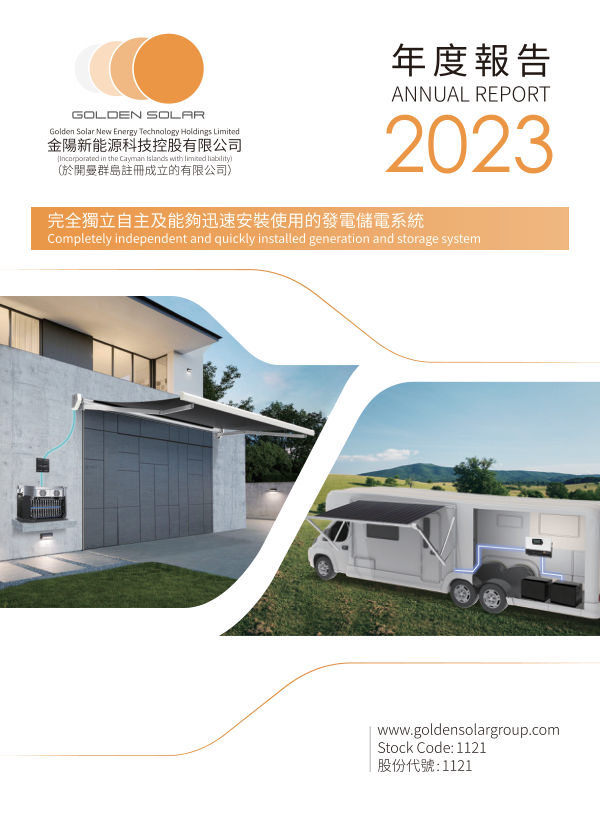 GOLDEN SOLAR
Golden Solar New Energy Technology Holdings Limited
金陽新能源科技控股有限公司
(Incorporated in the Cayman Islands with limited liability)
(於開曼群島註冊成立的有限公司)
年度報告
ANNUAL REPORT
2023
完全獨立自主及能夠迅速安裝使用的發電儲電系統
Completely independent and quickly installed generation and storage system
www.goldensolargroup.com
Stock Code: 1121
股份代號: 1121